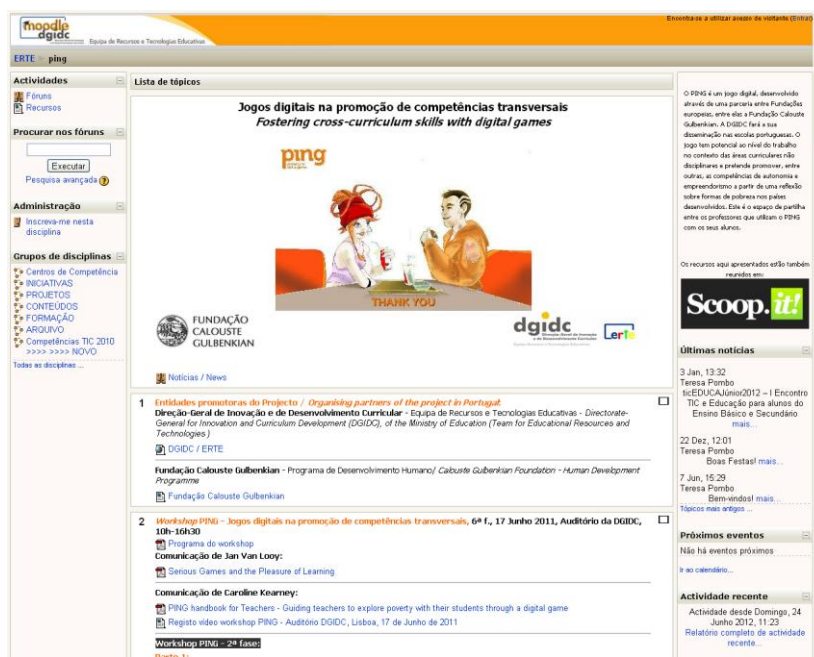 moodle
dgidc
Equipa de Recursos e Tecnologias Educativas
Encontra-se a utilizar acesso de visitante (Entrar)
ERTE ► ping
Actividades
Fóruns
Recursos
Procurar nos fóruns
Executar
Pesquisa avançada
Administração
Inscreva-me nesta
disciplina
Grupos de disciplinas
Centros de Competência
INICIATIVAS
PROJETOS
CONTEÚDOS
FORMAÇÃO
ARQUIVO
Competências TIC 2010
>>>> >>>> NOVO
Todas as disciplinas ...
Lista de tópicos
Jogos digitais na promoção de competências transversais
Fostering cross-curriculum skills with digital games
ping
THANK YOU
FUNDAÇÃO
CALOUSTE
GULBENKIAN
dgidc
Direcção-Geral de Inovação
e de Desenvolvimento Curricular
Equipa de Recursos e Tecnologias Educativas
erte
Notícias / News
1 Entidades promotoras do Projecto / Organising partners of the project in Portugal:
Direção-Geral de Inovação e de Desenvolvimento Curricular - Equipa de Recursos e Tecnologias Educativas - Directorate-
General for Innovation and Curriculum Development (DGIDC), of the Ministry of Education (Team for Educational Resources and
Technologies )
DGIDC / ERTE
Fundação Calouste Gulbenkian - Programa de Desenvolvimento Humano/ Calouste Gulbenkian Foundation - Human Development
Programme
Fundação Calouste Gulbenkian
2 Workshop PING - Jogos digitais na promoção de competências transversais, 6ª f., 17 Junho 2011, Auditório da DGIDC,
10h-16h30
Programa do workshop
Comunicação de Jan Van Looy:
Serious Games and the Pleasure of Learning
Comunicação de Caroline Kearney:
PING handbook for Teachers - Guiding teachers to explore poverty with their students through a digital game
Registo vídeo workshop PING - Auditório DGIDC, Lisboa, 17 de Junho de 2011
Workshop PING - 2ª fase:
Parte 1:
O PING é um jogo digital, desenvolvido
através de uma parceria entre Fundações
europeias, entre elas a Fundação Calouste
Gulbenkian. A DGIDC fará a sua
disseminação nas escolas portuguesas. O
jogo tem potencial ao nível do trabalho
no contexto das áreas curriculares não
disciplinares e pretende promover, entre
outras, as competências de autonomia e
empreendorismo a partir de uma reflexão
sobre formas de pobreza nos países
desenvolvidos. Este é o espaço de partilha
entre os professores que utilizam o PING
com os seus alunos.
Os recursos aqui apresentados estão também
reunidos em:
Scoop.it!
Últimas notícias
3 Jan, 13:32
Teresa Pombo
ticEDUCAJúnior2012 – I Encontro
TIC e Educação para alunos do
Ensino Básico e Secundário
mais...
22 Dez, 12:01
Teresa Pombo
Boas Festas! mais...
7 Jun, 15:29
Teresa Pombo
Bem-vindos! mais...
Tópicos mais antigos ...
Próximos eventos
Não há eventos próximos
Ir ao calendário...
Actividade recente
Actividade desde Domingo, 24
Junho 2012, 11:23
Relatório completo de actividade
recente...